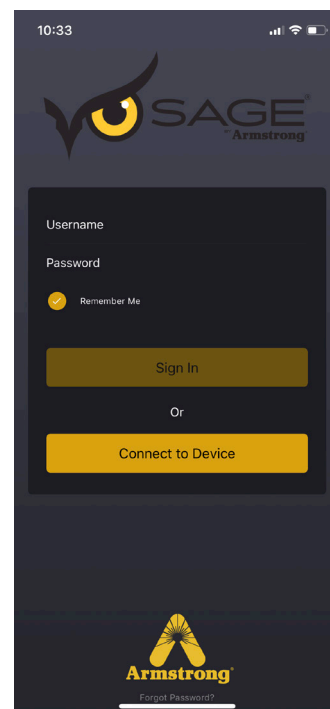 10:33
SAGE®
BY Armstrong®
Username
Password
Remember Me
Sign In
Or
Connect to Device
Armstrong®
Forgot Password?